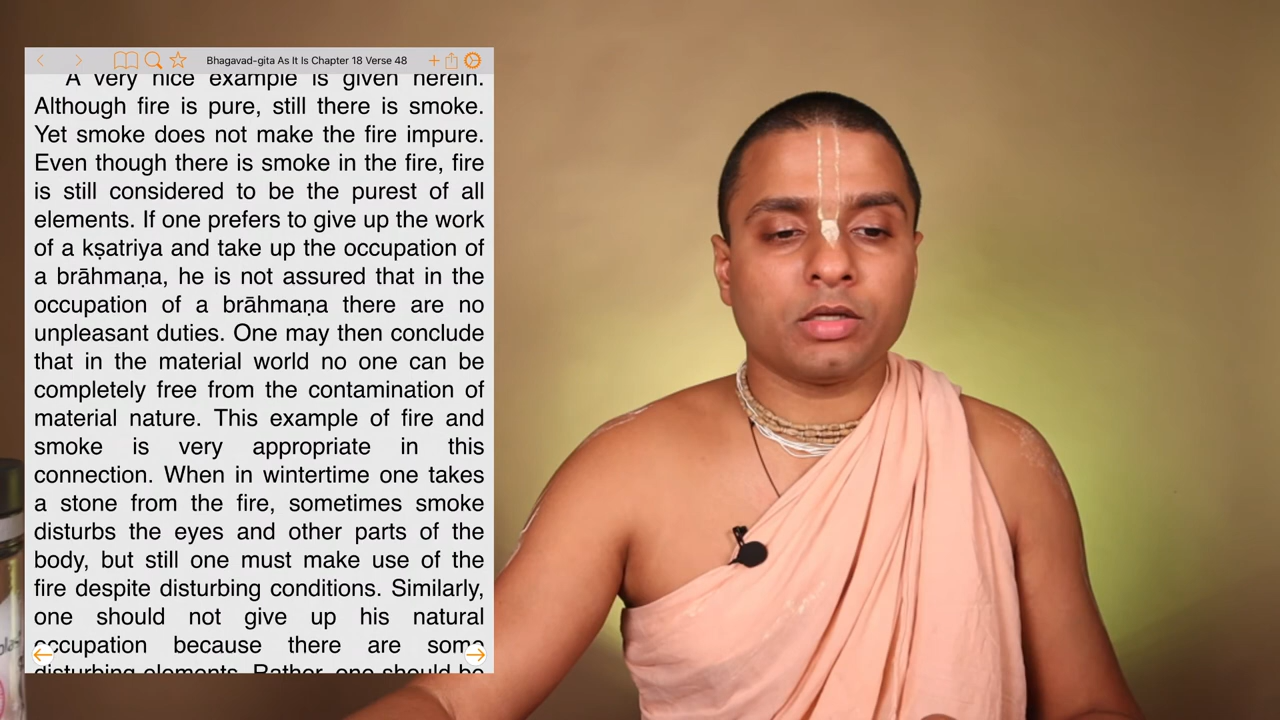 Bhagavad-gita As It Is Chapter 18 Verse 48
A very nice example is given herein.
Although fire is pure, still there is smoke.
Yet smoke does not make the fire impure.
Even though there is smoke in the fire, fire
is still considered to be the purest of all
elements. If one prefers to give up the work
of a kṣatriya and take up the occupation of
a brāhmaṇa, he is not assured that in the
occupation of a brāhmaṇa there are no
unpleasant duties. One may then conclude
that in the material world no one can be
completely free from the contamination of
material nature. This example of fire and
smoke is very appropriate in this
connection. When in wintertime one takes
a stone from the fire, sometimes smoke
disturbs the eyes and other parts of the
body, but still one must make use of the
fire despite disturbing conditions. Similarly,
one should not give up his natural
occupation because there are some
disturbing elements. Rather, one should be